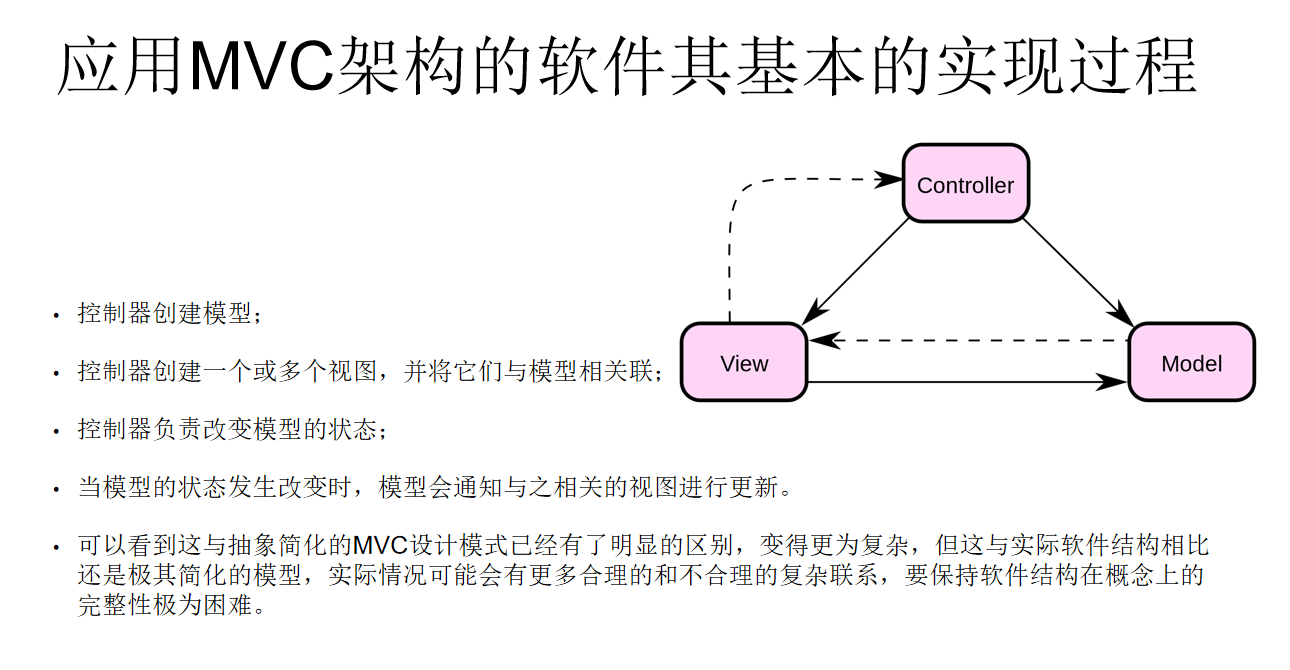 应用MVC架构的软件其基本的实现过程
Controller
View
Model
• 控制器创建模型；
• 控制器创建一个或多个视图，并将它们与模型相关联；
• 控制器负责改变模型的状态；
• 当模型的状态发生改变时，模型会通知与之相关的视图进行更新。
• 可以看到这与抽象简化的MVC设计模式已经有了明显的区别，变得更为复杂，但这与实际软件结构相比
还是极其简化的模型，实际情况可能会有更多合理的和不合理的复杂联系，要保持软件结构在概念上的
完整性极为困难。